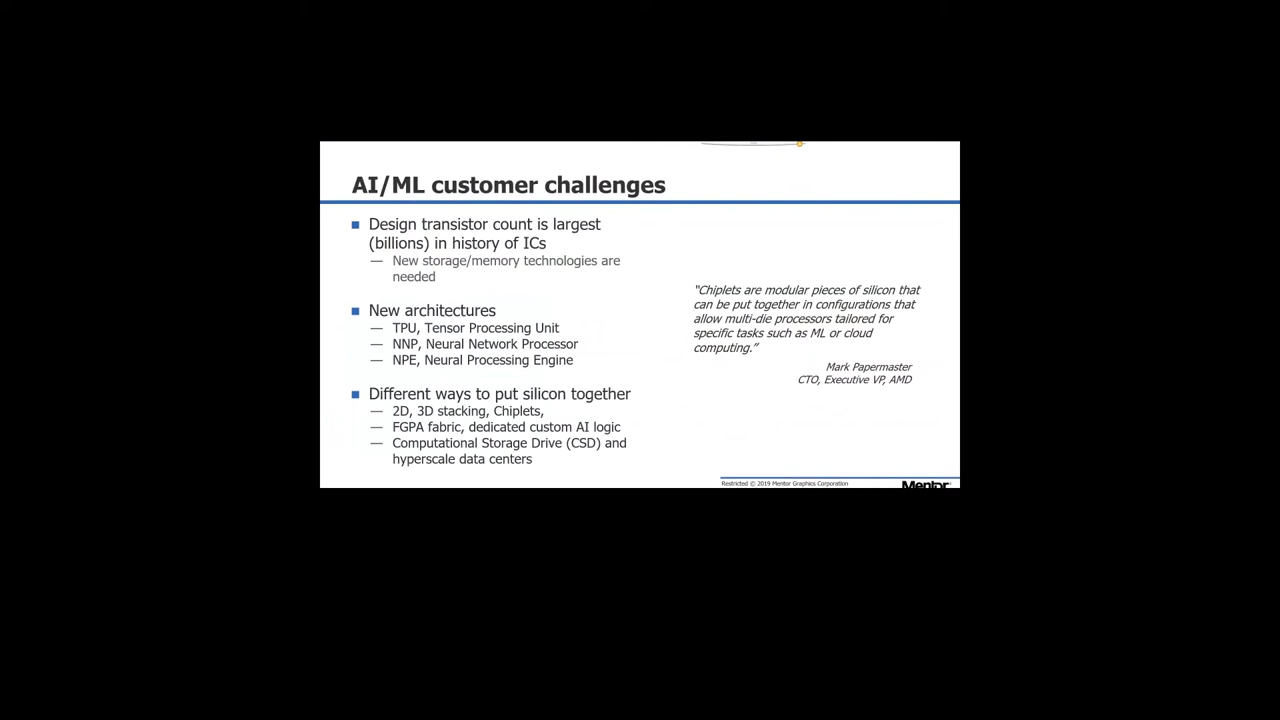 AI/ML customer challenges
Design transistor count is largest
(billions) in history of ICs
— New storage/memory technologies are
needed
New architectures
— TPU, Tensor Processing Unit
— NNP, Neural Network Processor
— NPE, Neural Processing Engine
Different ways to put silicon together
— 2D, 3D stacking, Chiplets,
— FGPA fabric, dedicated custom AI logic
— Computational Storage Drive (CSD) and
hyperscale data centers
“Chiplets are modular pieces of silicon that
can be put together in configurations that
allow multi-die processors tailored for
specific tasks such as ML or cloud
computing.”
Mark Papermaster
CTO, Executive VP, AMD
Restricted © 2019 Mentor Graphics Corporation
Mentor